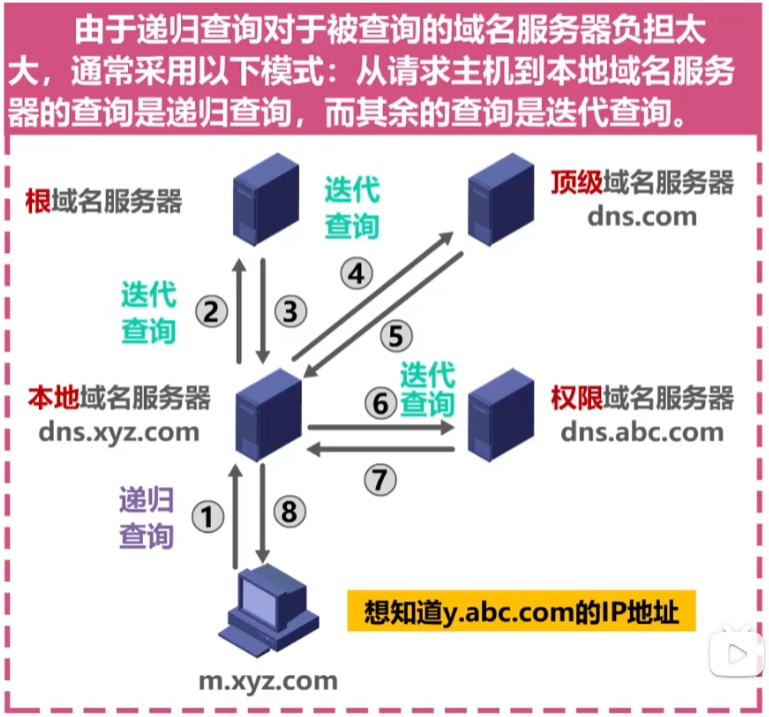 由于递归查询对于被查询的域名服务器负担太
大，通常采用以下模式：从请求主机到本地域名服务
器的查询是递归查询，而其余的查询是迭代查询。
根域名服务器
迭代
查询
顶级域名服务器
dns.com
④
迭代
查询
②
③
⑤
本地域名服务器
dns.xyz.com
迭代
查询
⑥
权限域名服务器
dns.abc.com
⑦
递归
查询
①
⑧
想知道y.abc.com的IP地址
m.xyz.com